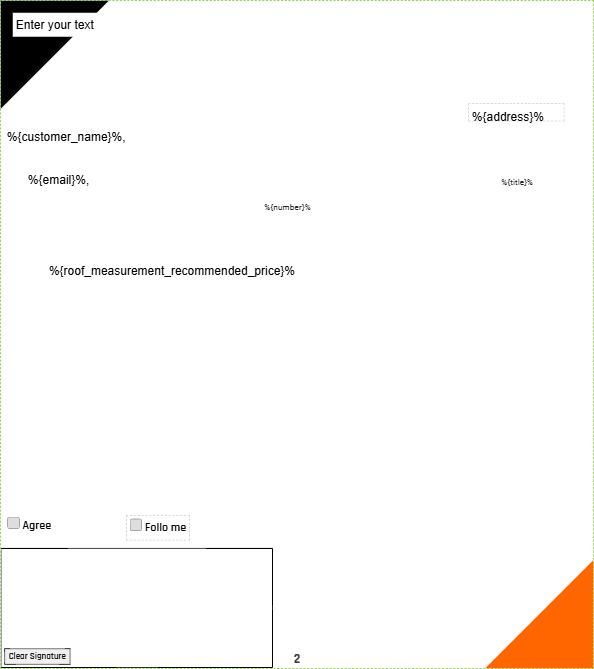 Enter your text
%{address}%
%{customer_name}%,
%{email}%,
%{title}%
%{number}%
%{roof_measurement_recommended_price}%
Agree
Follo me
Clear Signature
2